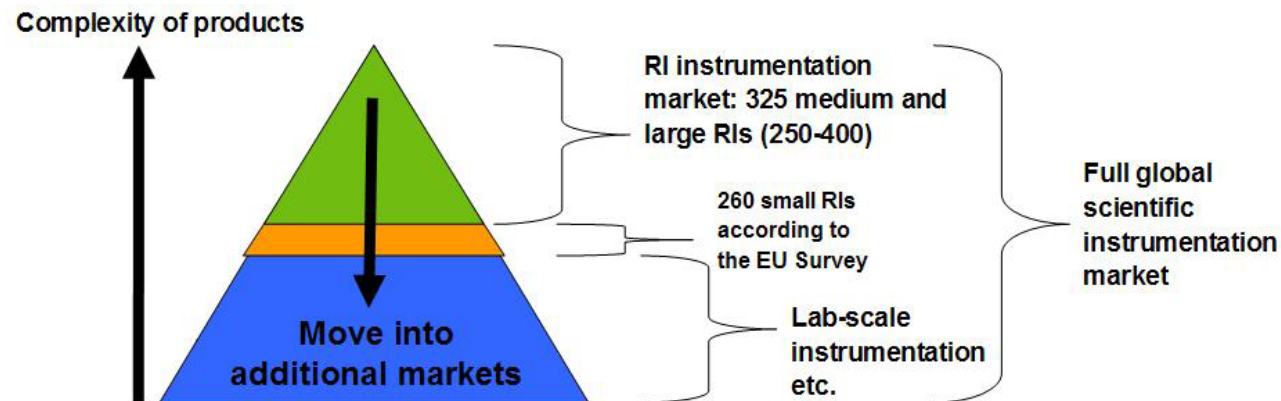 Complexity of products
RI instrumentation
market: 325 medium and
large RIs (250-400)
260 small RIs
according to
the EU Survey
Full global
scientific
instrumentation
market
Move into
additional markets
Lab-scale
instrumentation
etc.